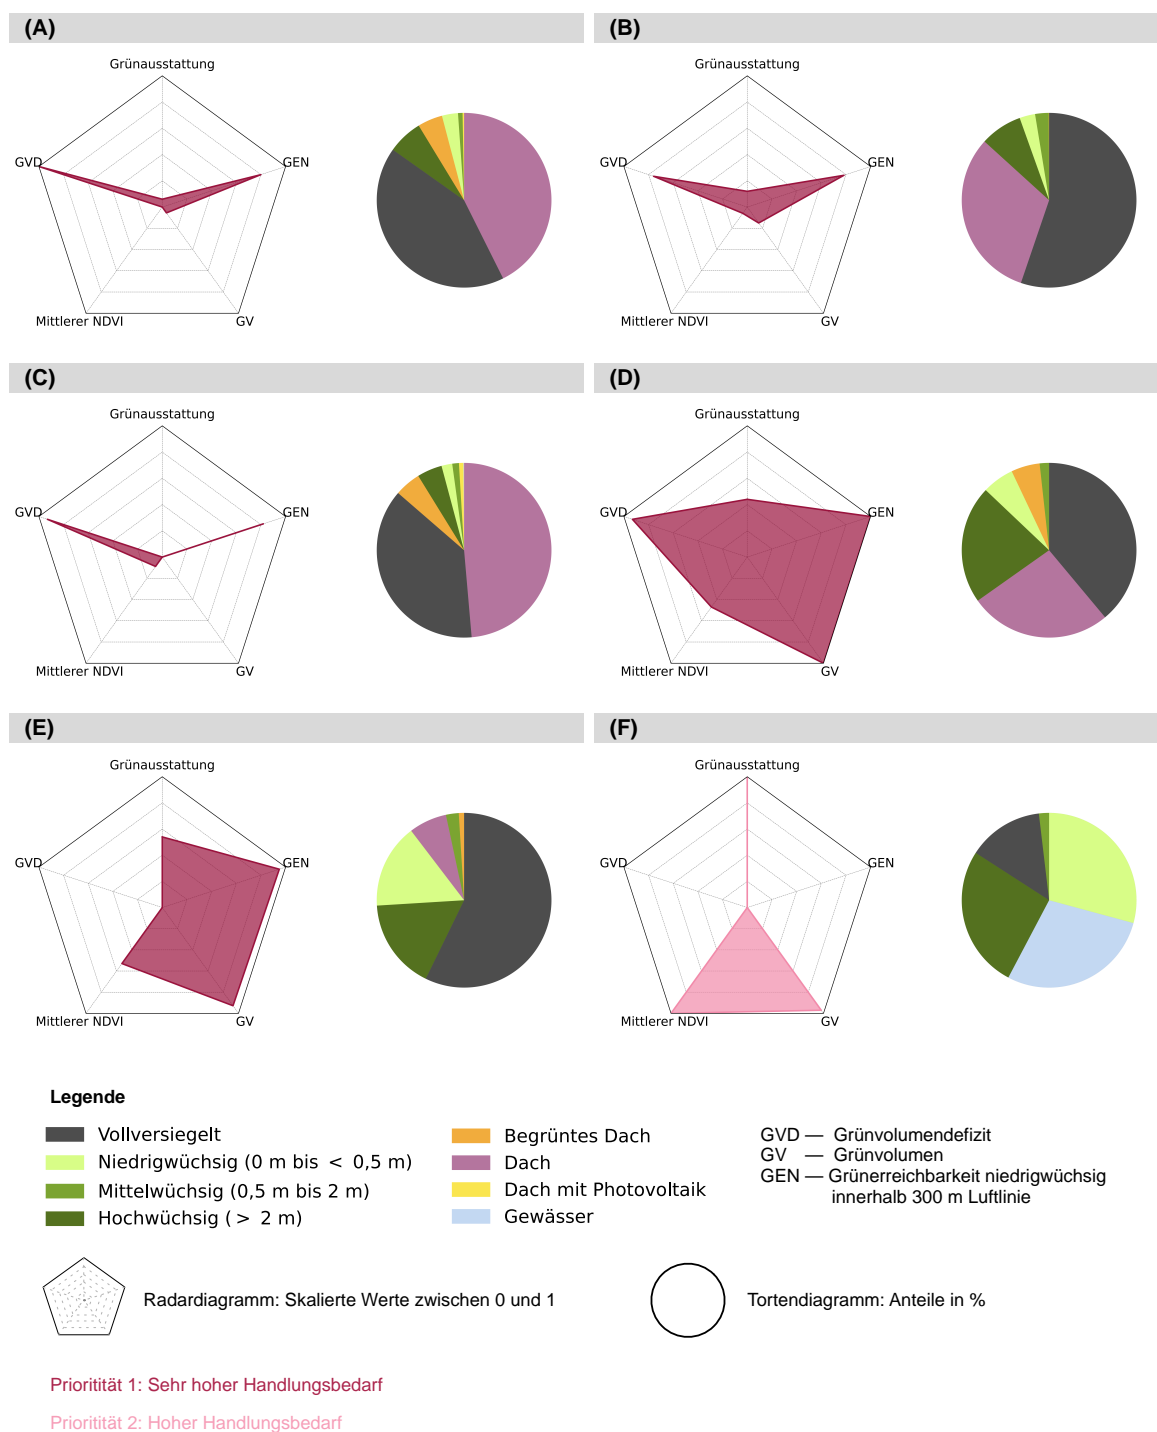 (A)
Grünausstattung
GVD
GEN
Mittlerer NDVI
GV
(B)
Grünausstattung
GVD
GEN
Mittlerer NDVI
GV
(C)
Grünausstattung
GVD
GEN
Mittlerer NDVI
GV
(D)
Grünausstattung
GVD
GEN
Mittlerer NDVI
GV
(E)
Grünausstattung
GVD
GEN
Mittlerer NDVI
GV
(F)
Grünausstattung
GVD
GEN
Mittlerer NDVI
GV
Legende
Vollversiegelt
Niedrigwüchsig (0 m bis < 0,5 m)
Mittelwüchsig (0,5 m bis 2 m)
Hochwüchsig (> 2 m)
Begrüntes Dach
Dach
Dach mit Photovoltaik
Gewässer
GVD — Grünvolumendefizit
GV — Grünvolumen
GEN — Grünerreichbarkeit niedrigwüchsig
innerhalb 300 m Luftlinie
Radardiagramm: Skalierte Werte zwischen 0 und 1
Tortendiagramm: Anteile in %
Prioritität 1: Sehr hoher Handlungsbedarf
Prioritität 2: Hoher Handlungsbedarf